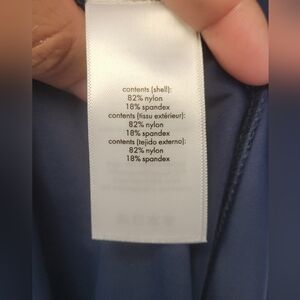 contents (shell):
82% nylon
18% spandex
contents (tissu extérieur):
82% nylon
18% spandex
contents (tejido externo):
82% nylon
18% spandex